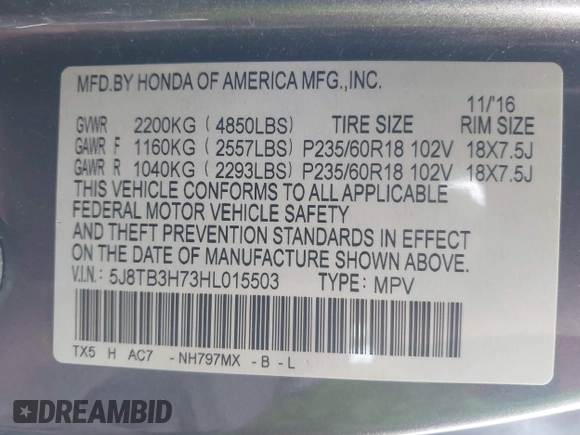 MFD.BY HONDA OF AMERICA MFG.,INC.
11/'16
GVWR 2200KG ( 4850LBS) TIRE SIZE RIM SIZE
GAWR F 1160KG ( 2557LBS) P235/60R18 102V 18X7.5J
GAWR R 1040KG ( 2293LBS) P235/60R18 102V 18X7.5J
THIS VEHICLE CONFORMS TO ALL APPLICABLE
FEDERAL MOTOR VEHICLE SAFETY
AND THEFT PREVENTION STANDARDS IN EFFECT
ON THE DATE OF MANUFACTURE SHOWN ABOVE.
V.I.N.: 5J8TB3H73HL015503 TYPE: MPV
TX5 H AC7 -NH797MX -B -L
DREAMBID